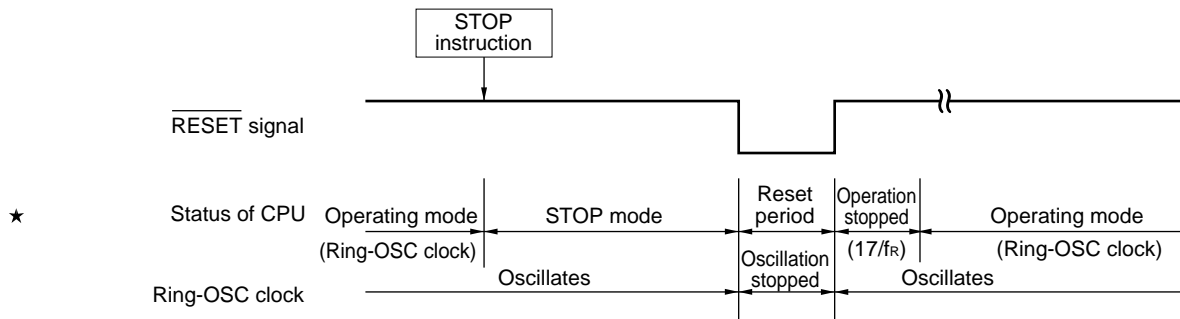 STOP
instruction
RESET signal
★ Status of CPU
Operating mode
(Ring-OSC clock)
STOP mode
Reset
period
Operation
stopped
(17/fR)
Operating mode
(Ring-OSC clock)
Ring-OSC clock
Oscillates
Oscillation
stopped
Oscillates